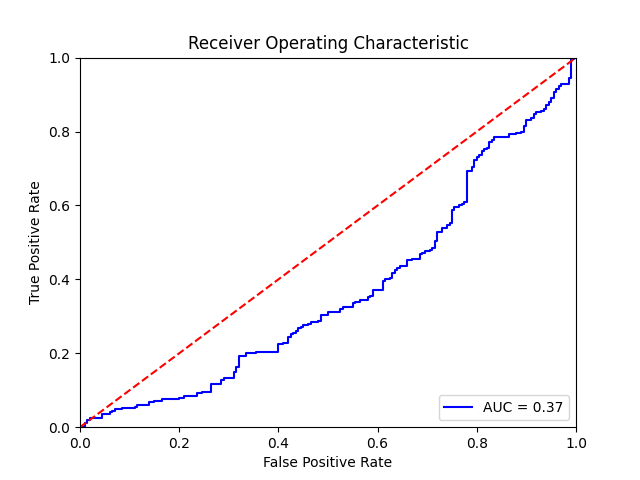 Receiver Operating Characteristic
True Positive Rate
1.0
0.8
0.6
0.4
0.2
0.0
AUC = 0.37
0.0 0.2 0.4 0.6 0.8 1.0
False Positive Rate